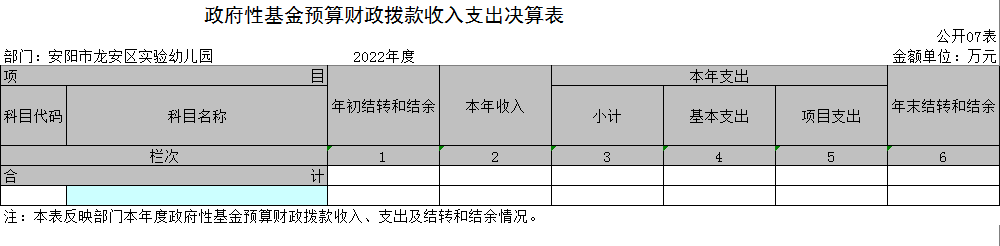 政府性基金预算财政拨款收入支出决算表
公开07表
部门：安阳市龙安区实验幼儿园 2022年度 金额单位：万元
项 目 年初结转和结余 本年收入 本年支出 年末结转和结余
科目代码 科目名称 小计 基本支出 项目支出
栏次 1 2 3 4 5 6
合 计
注：本表反映部门本年度政府性基金预算财政拨款收入、支出及结转和结余情况。